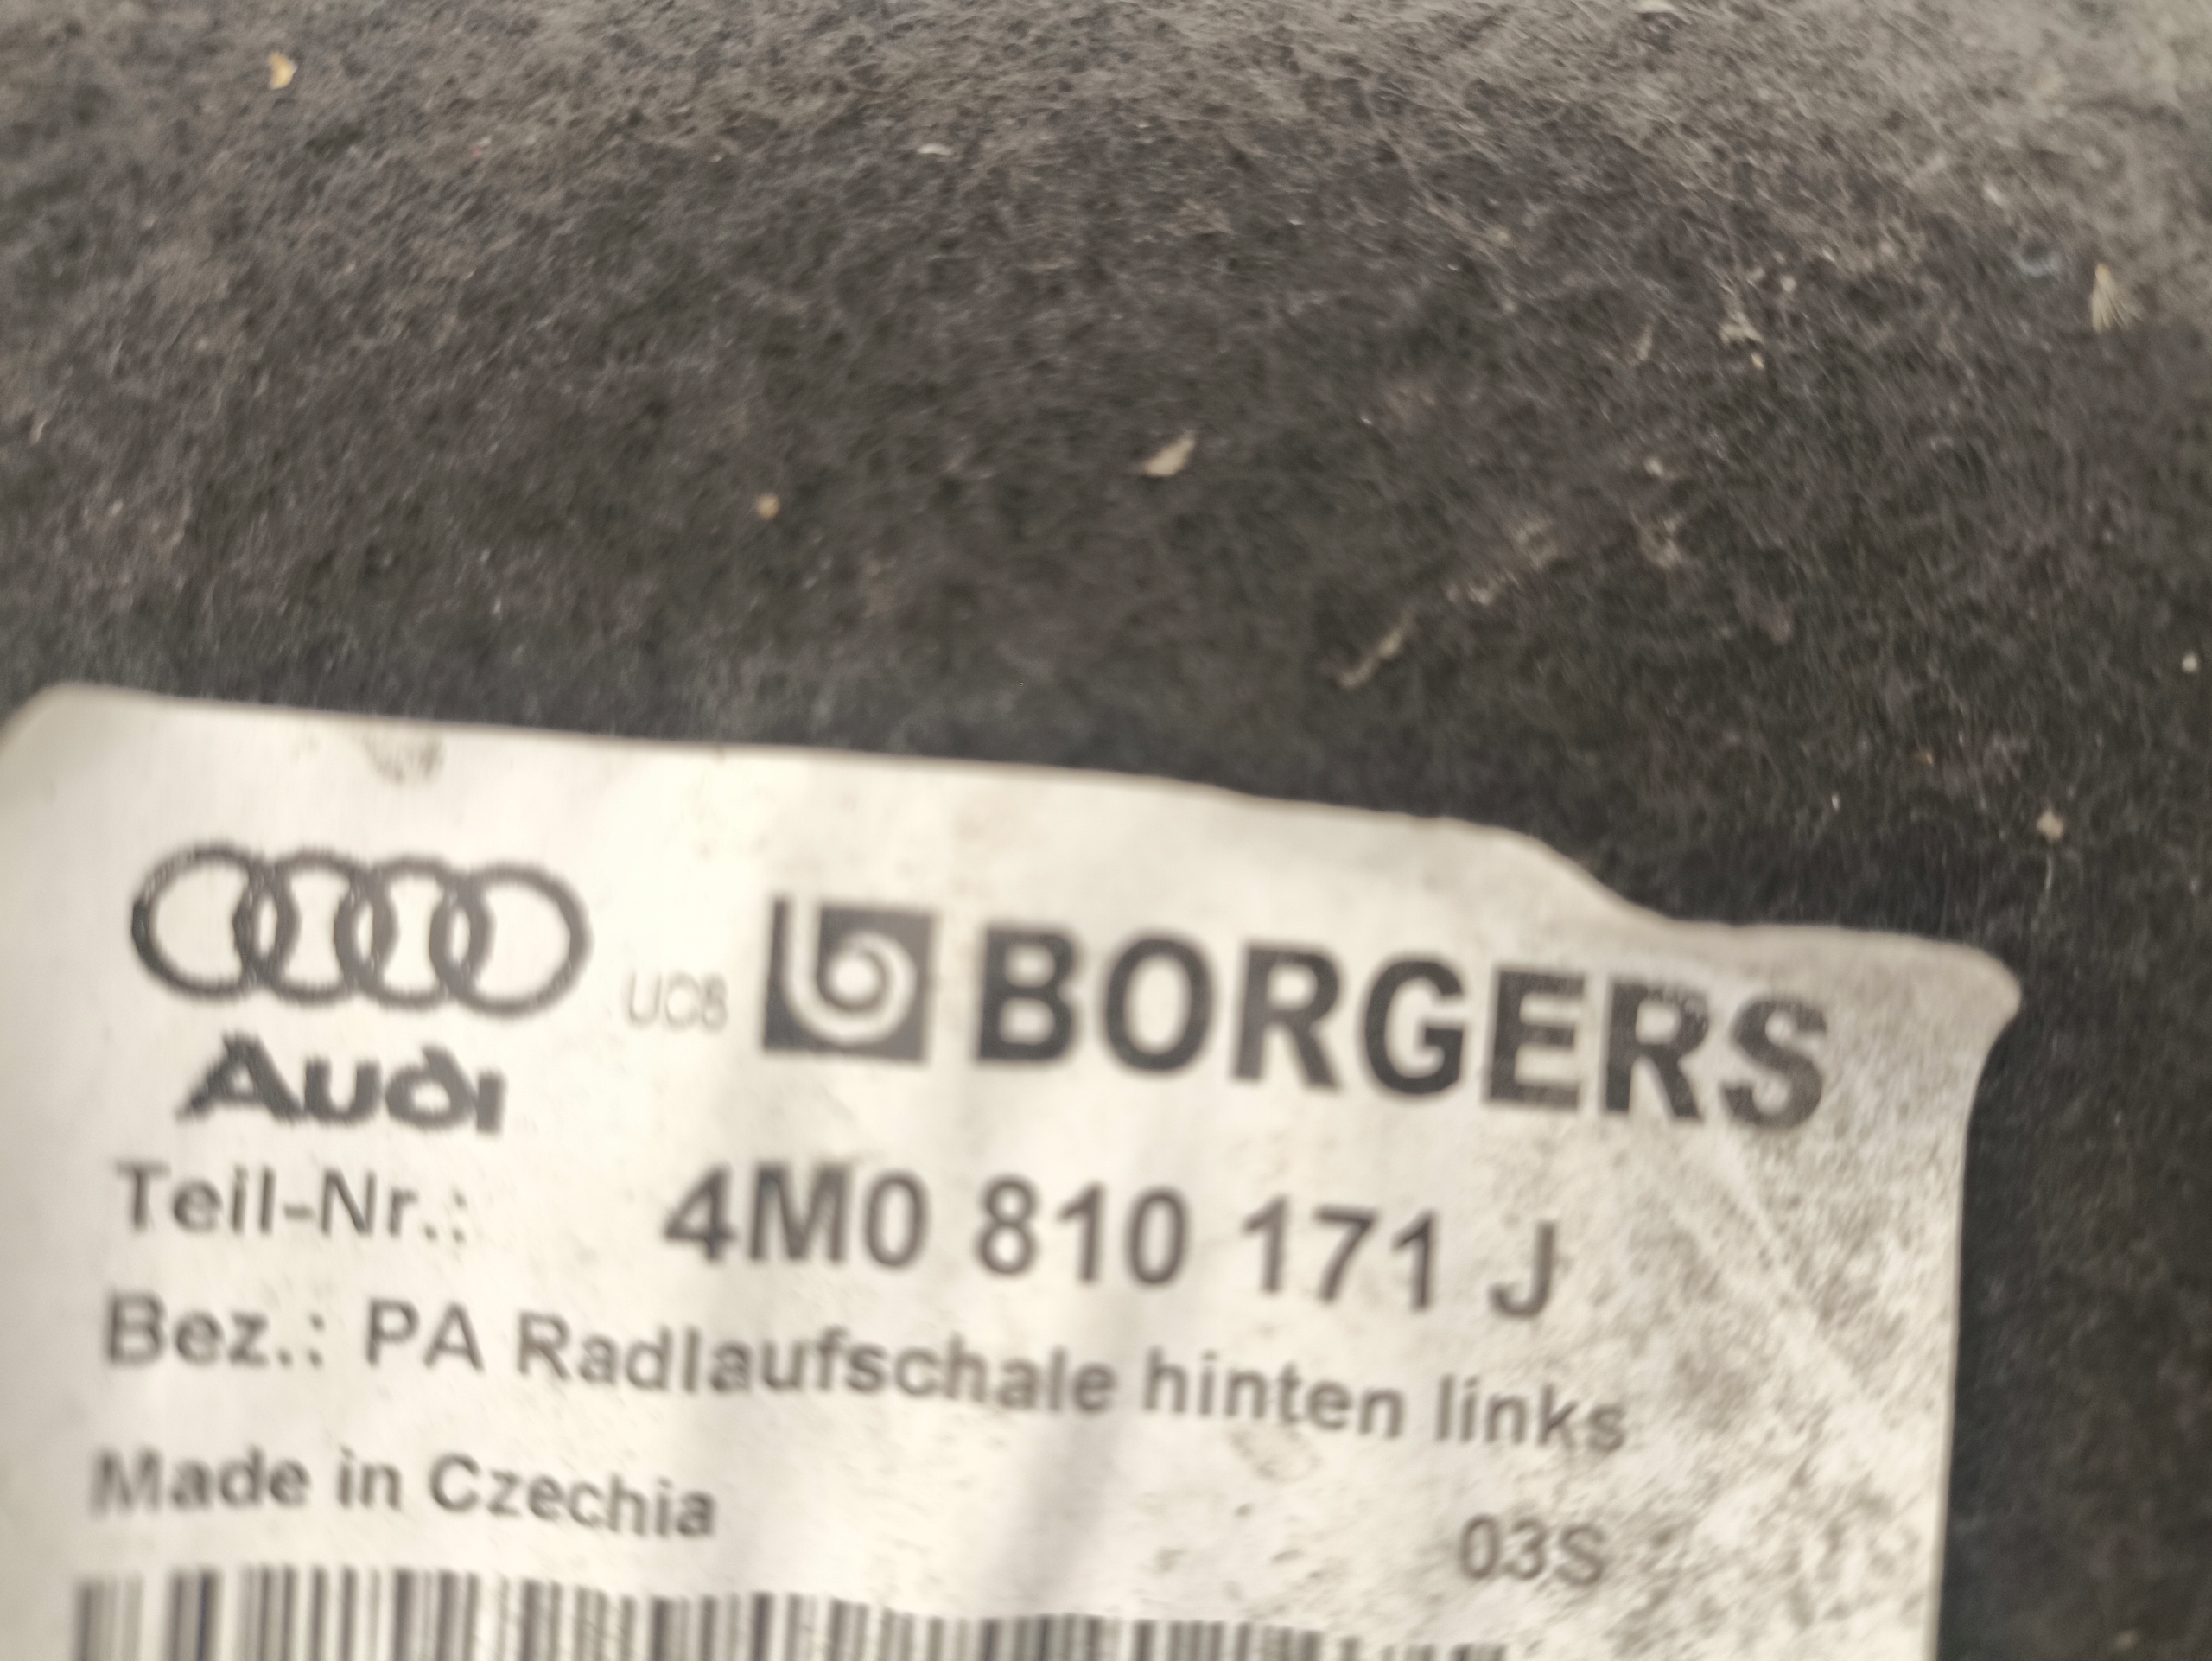 Audi UC8 BORGERS
Teil-Nr.: 4M0 810 171 J
Bez.: PA Radlaufschale hinten links
Made in Czechia
03S